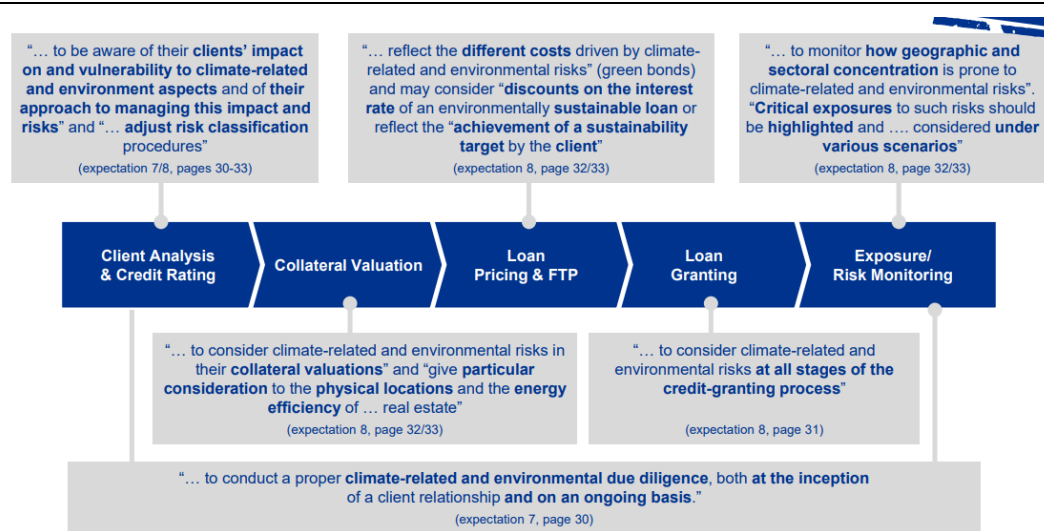 “… to be aware of their clients’ impact
on and vulnerability to climate-related
and environment aspects and of their
approach to managing this impact and
risks” and “… adjust risk classification
procedures”
(expectation 7/8, pages 30-33)
“… reflect the different costs driven by climate-
related and environmental risks” (green bonds)
and may consider “discounts on the interest
rate of an environmentally sustainable loan or
reflect the “achievement of a sustainability
target by the client”
(expectation 8, page 32/33)
“… to monitor how geographic and
sectoral concentration is prone to
climate-related and environmental risks”.
“Critical exposures to such risks should
be highlighted and …. considered under
various scenarios”
(expectation 8, page 32/33)
Client Analysis
& Credit Rating
Collateral Valuation
Loan
Pricing & FTP
Loan
Granting
Exposure/
Risk Monitoring
“… to consider climate-related and environmental risks in
their collateral valuations” and “give particular
consideration to the physical locations and the energy
efficiency of … real estate”
(expectation 8, page 32/33)
“… to consider climate-related and
environmental risks at all stages of the
credit-granting process”
(expectation 8, page 31)
“… to conduct a proper climate-related and environmental due diligence, both at the inception
of a client relationship and on an ongoing basis.”
(expectation 7, page 30)